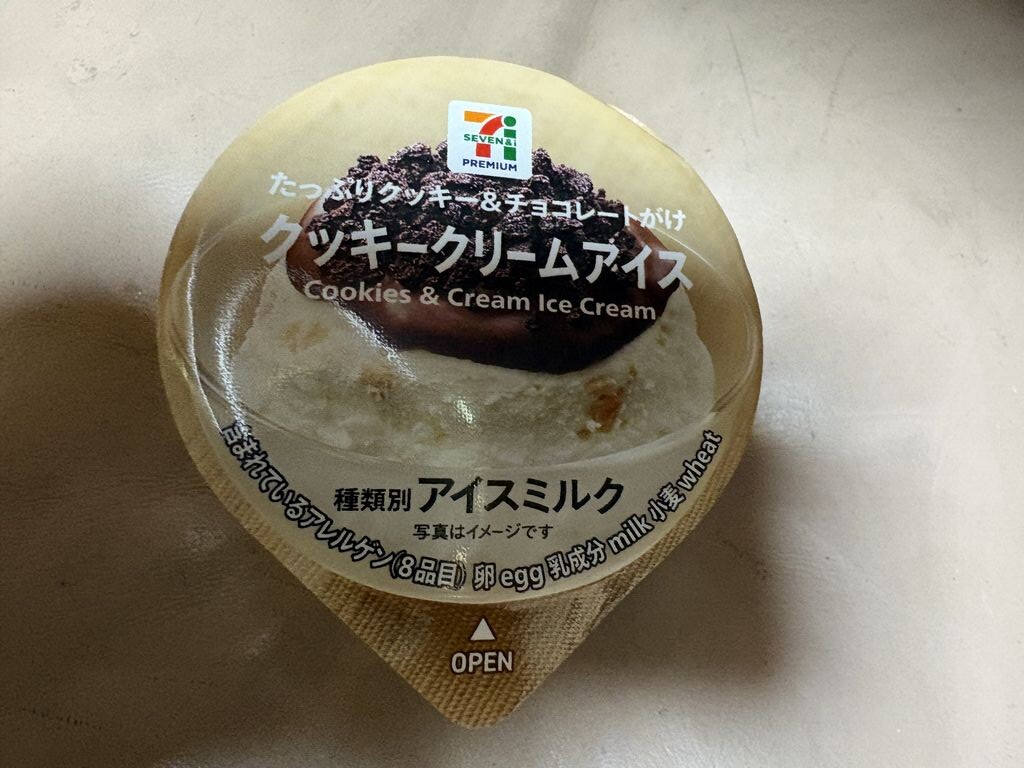 SEVEN&i
PREMIUM
たっぷりクッキー&チョコレートがけ
クッキークリームアイス
Cookies & Cream Ice Cream
種類別 アイスミルク
写真はイメージです
含まれているアレルゲン(8品目) 卵 egg 乳成分 milk 小麦 wheat
OPEN